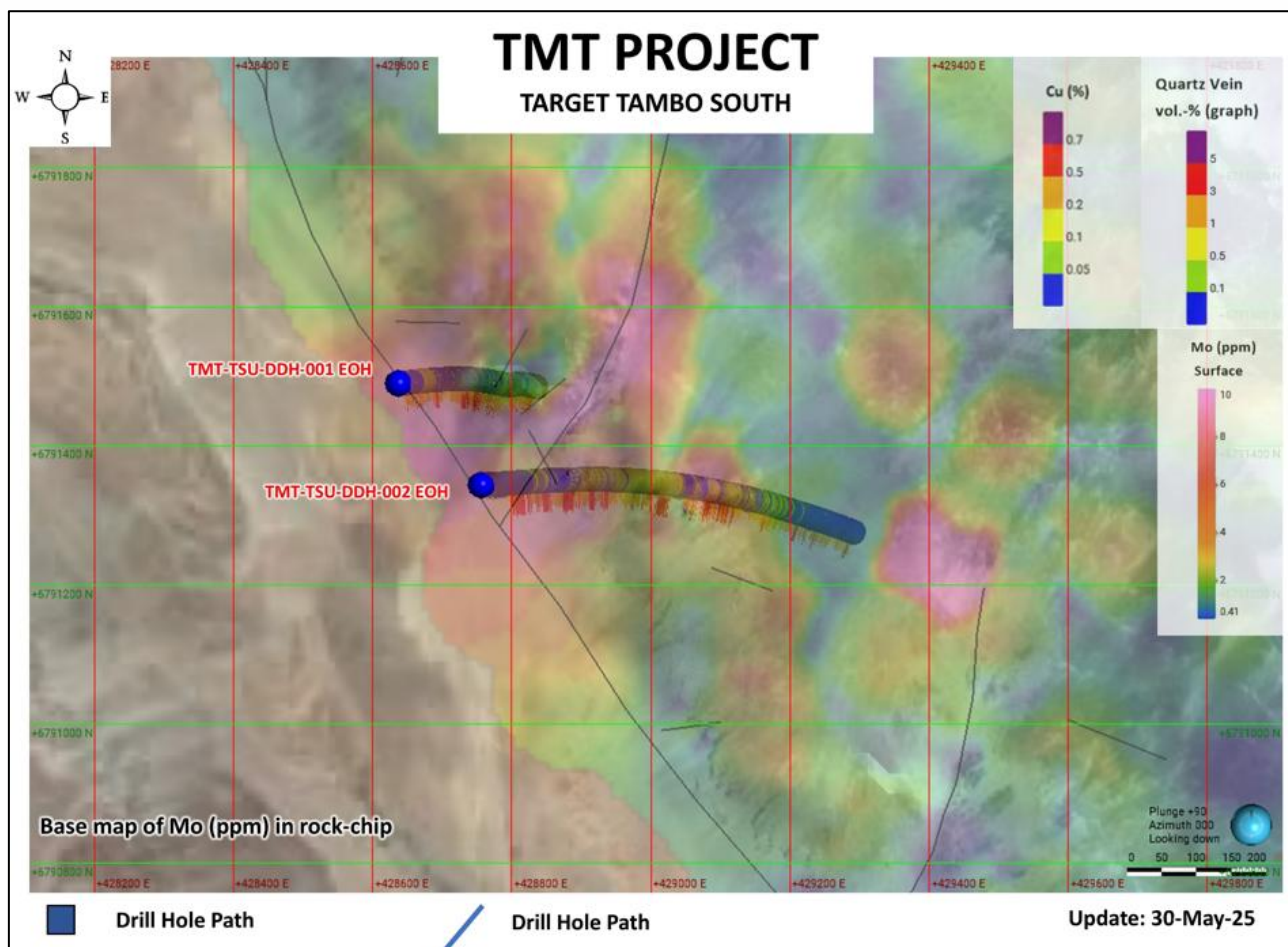 TMT PROJECT
TARGET TAMBO SOUTH
N
W E
S
+428400 E
+428600 E
+429400 E
Cu (%)
0.7
0.5
0.2
0.1
0.05
Quartz Vein
vol.-% (graph)
5
3
1
0.5
0.1
Mo (ppm)
Surface
10
8
6
4
2
0.41
+6791800 N
+6791600 N
TMT-TSU-DDH-001 EOH
+6791400 N
+6791400 N
TMT-TSU-DDH-002 EOH
+6791200 N
+6791000 N
+6791000 N
Base map of Mo (ppm) in rock-chip
Plunge +90
Azimuth 000
Looking down
0 50 100 150 200
+6790800 N
+428200 E
+428400 E
+428600 E
+428800 E
+429000 E
+429200 E
+429400 E
+429600 E
+429800 E
Drill Hole Path
Drill Hole Path
Update: 30-May-25